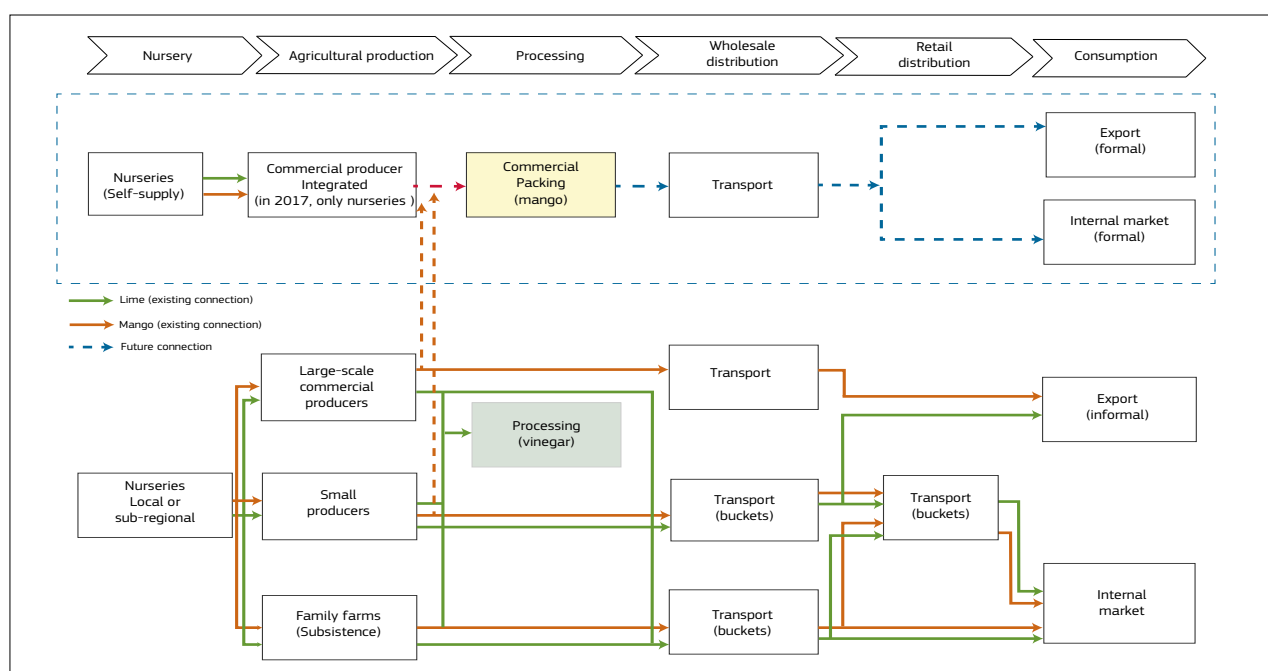 Nursery
Agricultural production
Processing
Wholesale
distribution
Retail
distribution
Consumption
Nurseries
(Self-supply)
Commercial producer
Integrated
(in 2017, only nurseries )
Commercial
Packing
(mango)
Transport
Export
(formal)
Internal market
(formal)
Lime (existing connection)
Mango (existing connection)
Future connection
Large-scale
commercial
producers
Transport
Export
(informal)
Processing
(vinegar)
Nurseries
Local or
sub-regional
Small
producers
Transport
(buckets)
Transport
(buckets)
Family farms
(Subsistence)
Transport
(buckets)
Internal
market